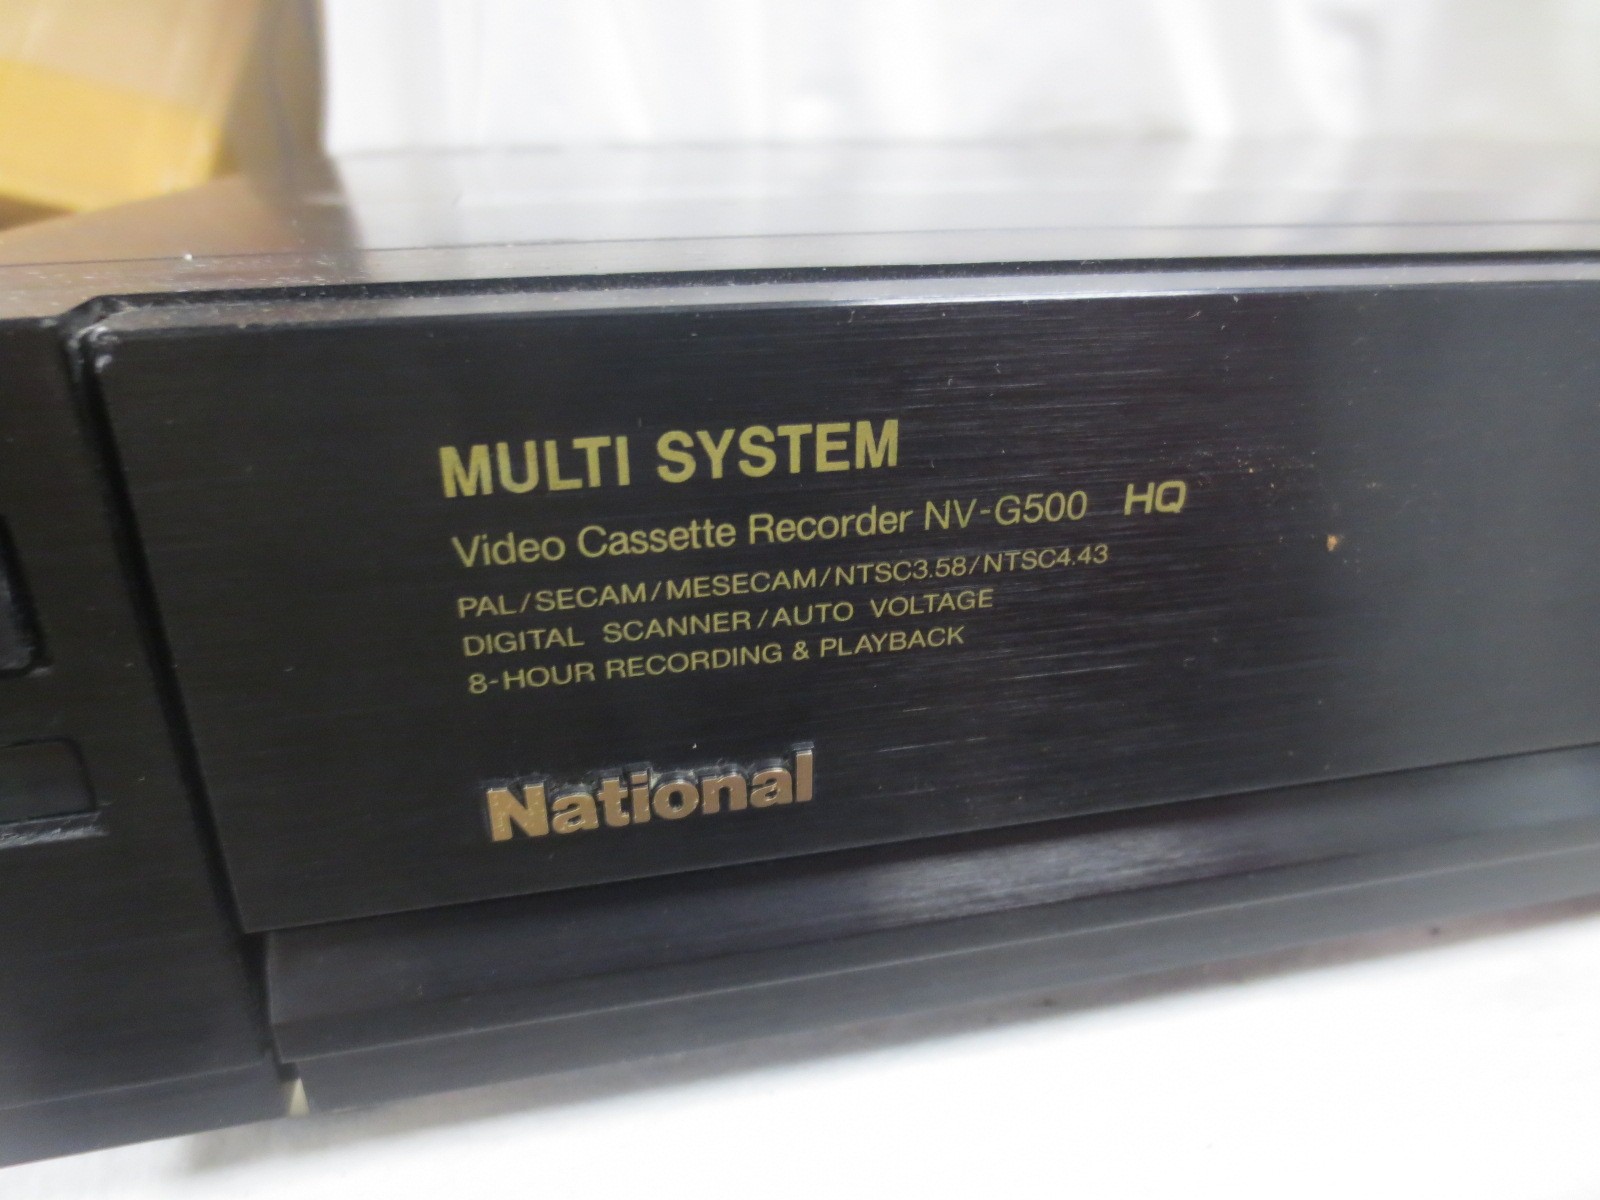 MULTI SYSTEM
Video Cassette Recorder NV-G500 HQ
PAL/SECAM/MESECAM/NTSC3.58/NTSC4.43
DIGITAL SCANNER/AUTO VOLTAGE
8-HOUR RECORDING & PLAYBACK
National